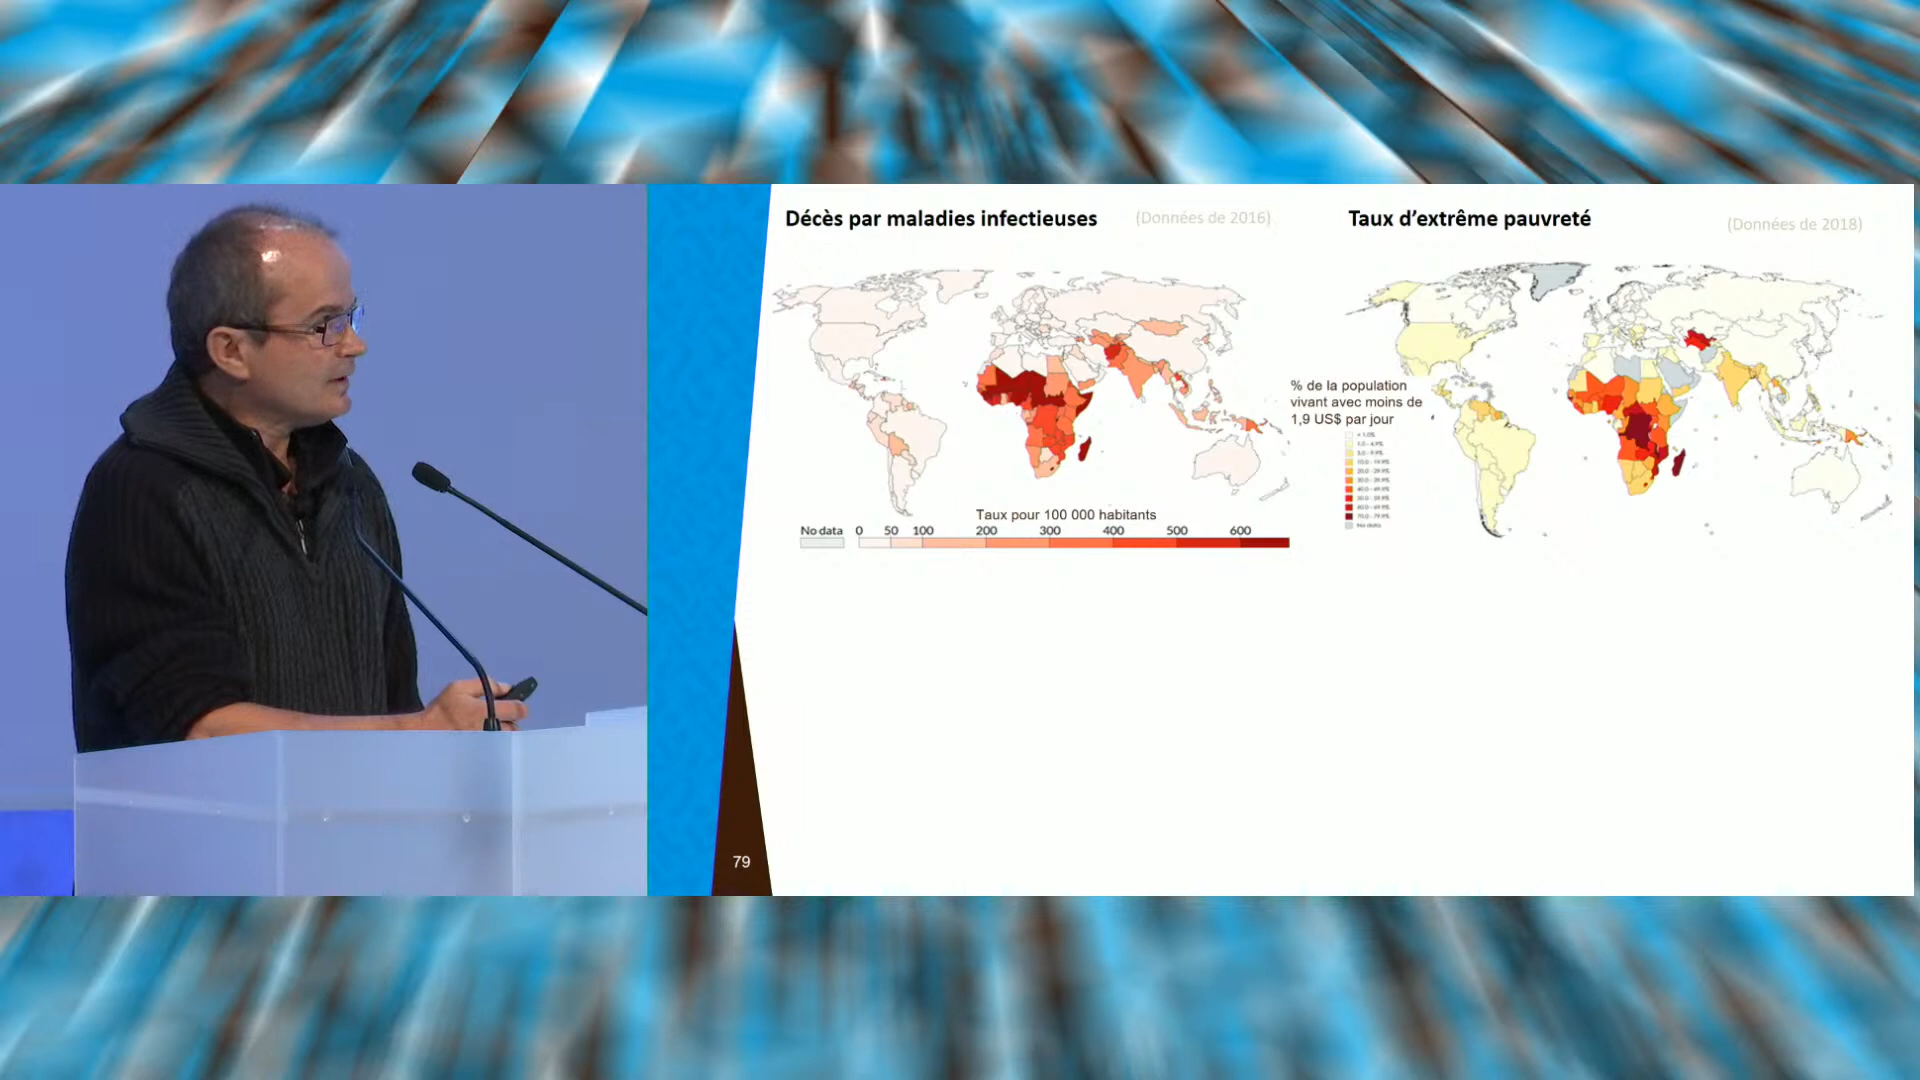 Décès par maladies infectieuses
(Données de 2016)
Taux d'extrême pauvreté
(Données de 2018)
% de la population
vivant avec moins de
1,9 US$ par jour
No data
Taux pour 100 000 habitants
No data 0 50 100 200 300 400 500 600
79